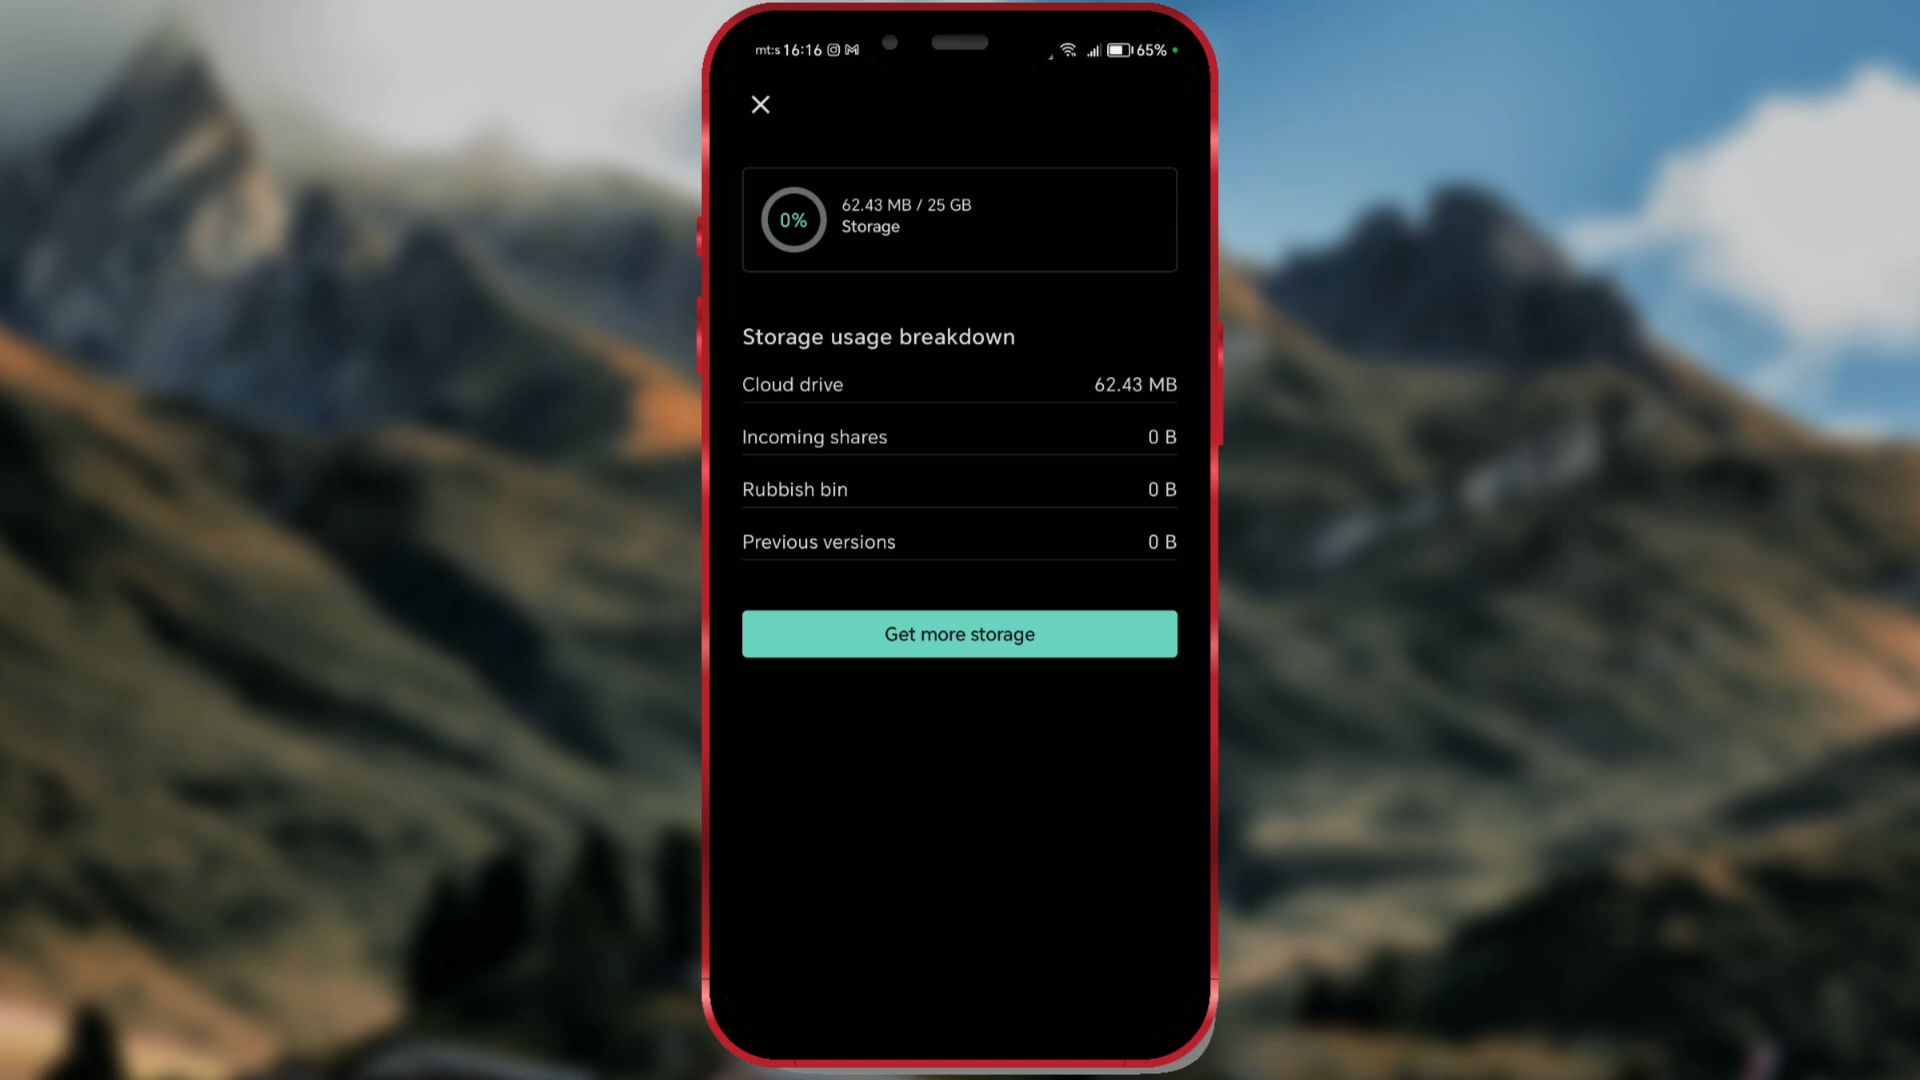 mt:s 16:16 65%
0%
62.43 MB / 25 GB
Storage
Storage usage breakdown
Cloud drive 62.43 MB
Incoming shares 0 B
Rubbish bin 0 B
Previous versions 0 B
Get more storage